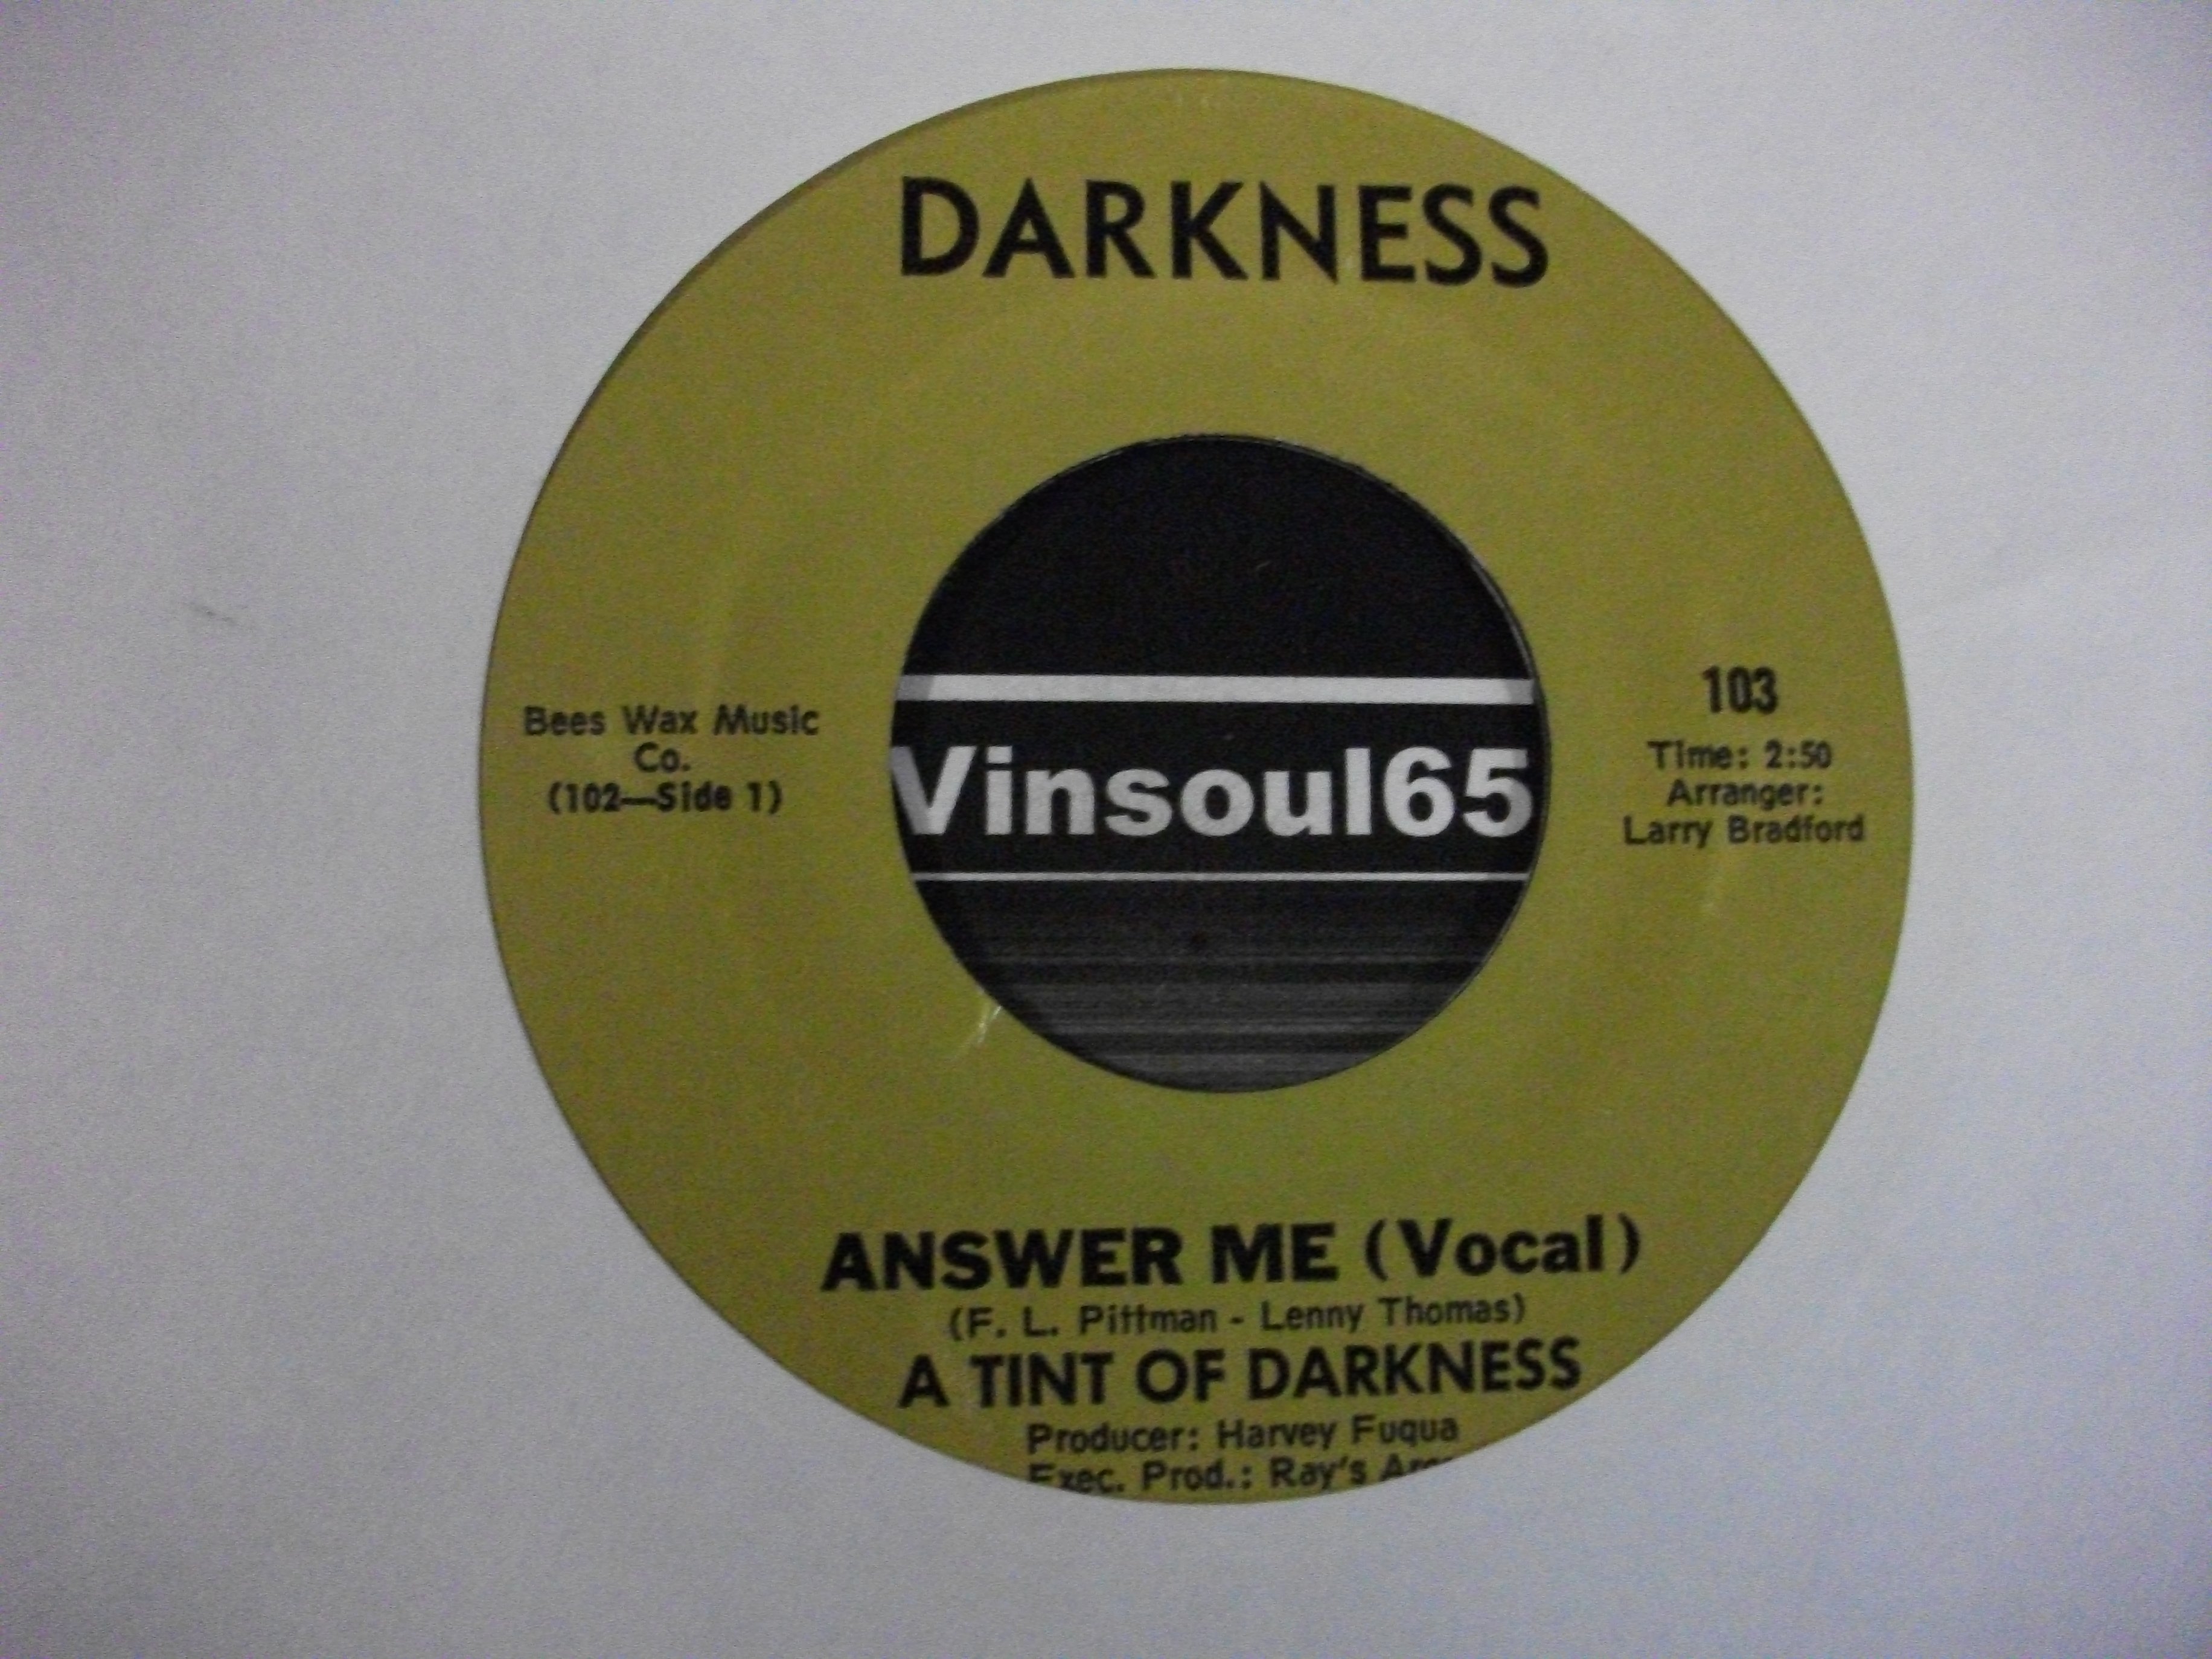 DARKNESS
Bees Wax Music
Co.
(102—Side 1)
Vinsoul65
103
Time: 2:50
Arranger:
Larry Bradford
ANSWER ME (Vocal)
(F. L. Pittman - Lenny Thomas)
A TINT OF DARKNESS
Producer: Harvey Fuqua
Exec. Prod.: Ray's